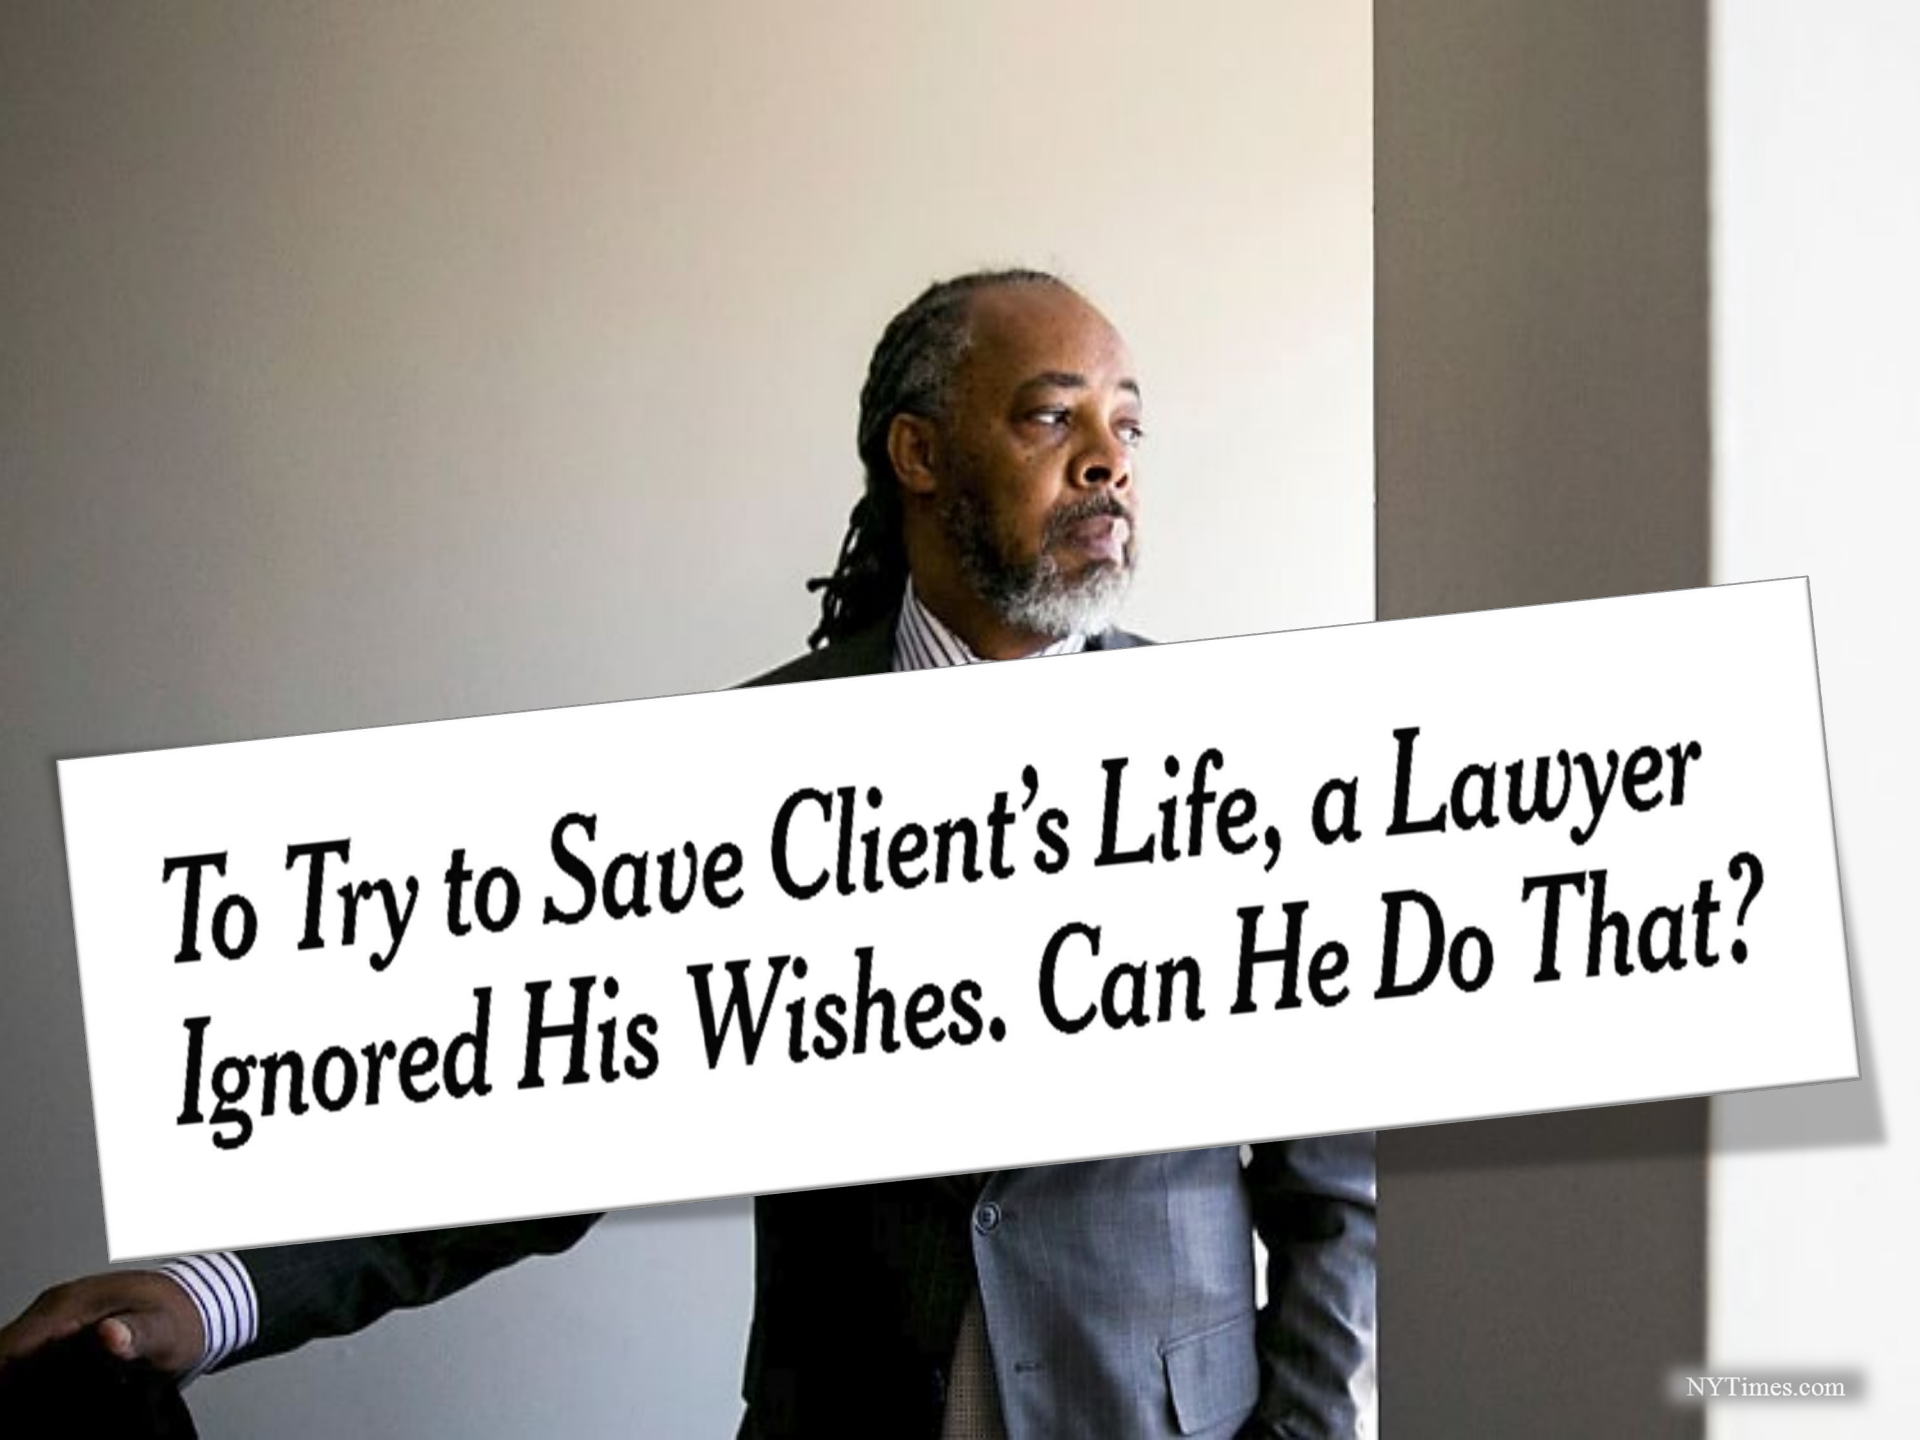 To Try to Save Client’s Life, a Lawyer
Ignored His Wishes. Can He Do That?
NYTimes.com